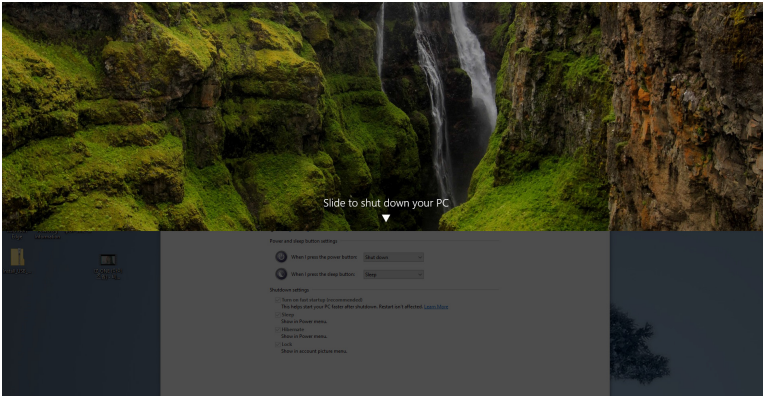 Slide to shut down your PC
Power and sleep button settings
When I press the power button: Shut down
When I press the sleep button: Sleep
Shutdown settings
Turn on fast startup (recommended)
This helps start your PC faster after shutdown. Restart isn't affected. Learn More
Sleep
Show in Power menu.
Hibernate
Show in Power menu.
Lock
Show in account picture menu.